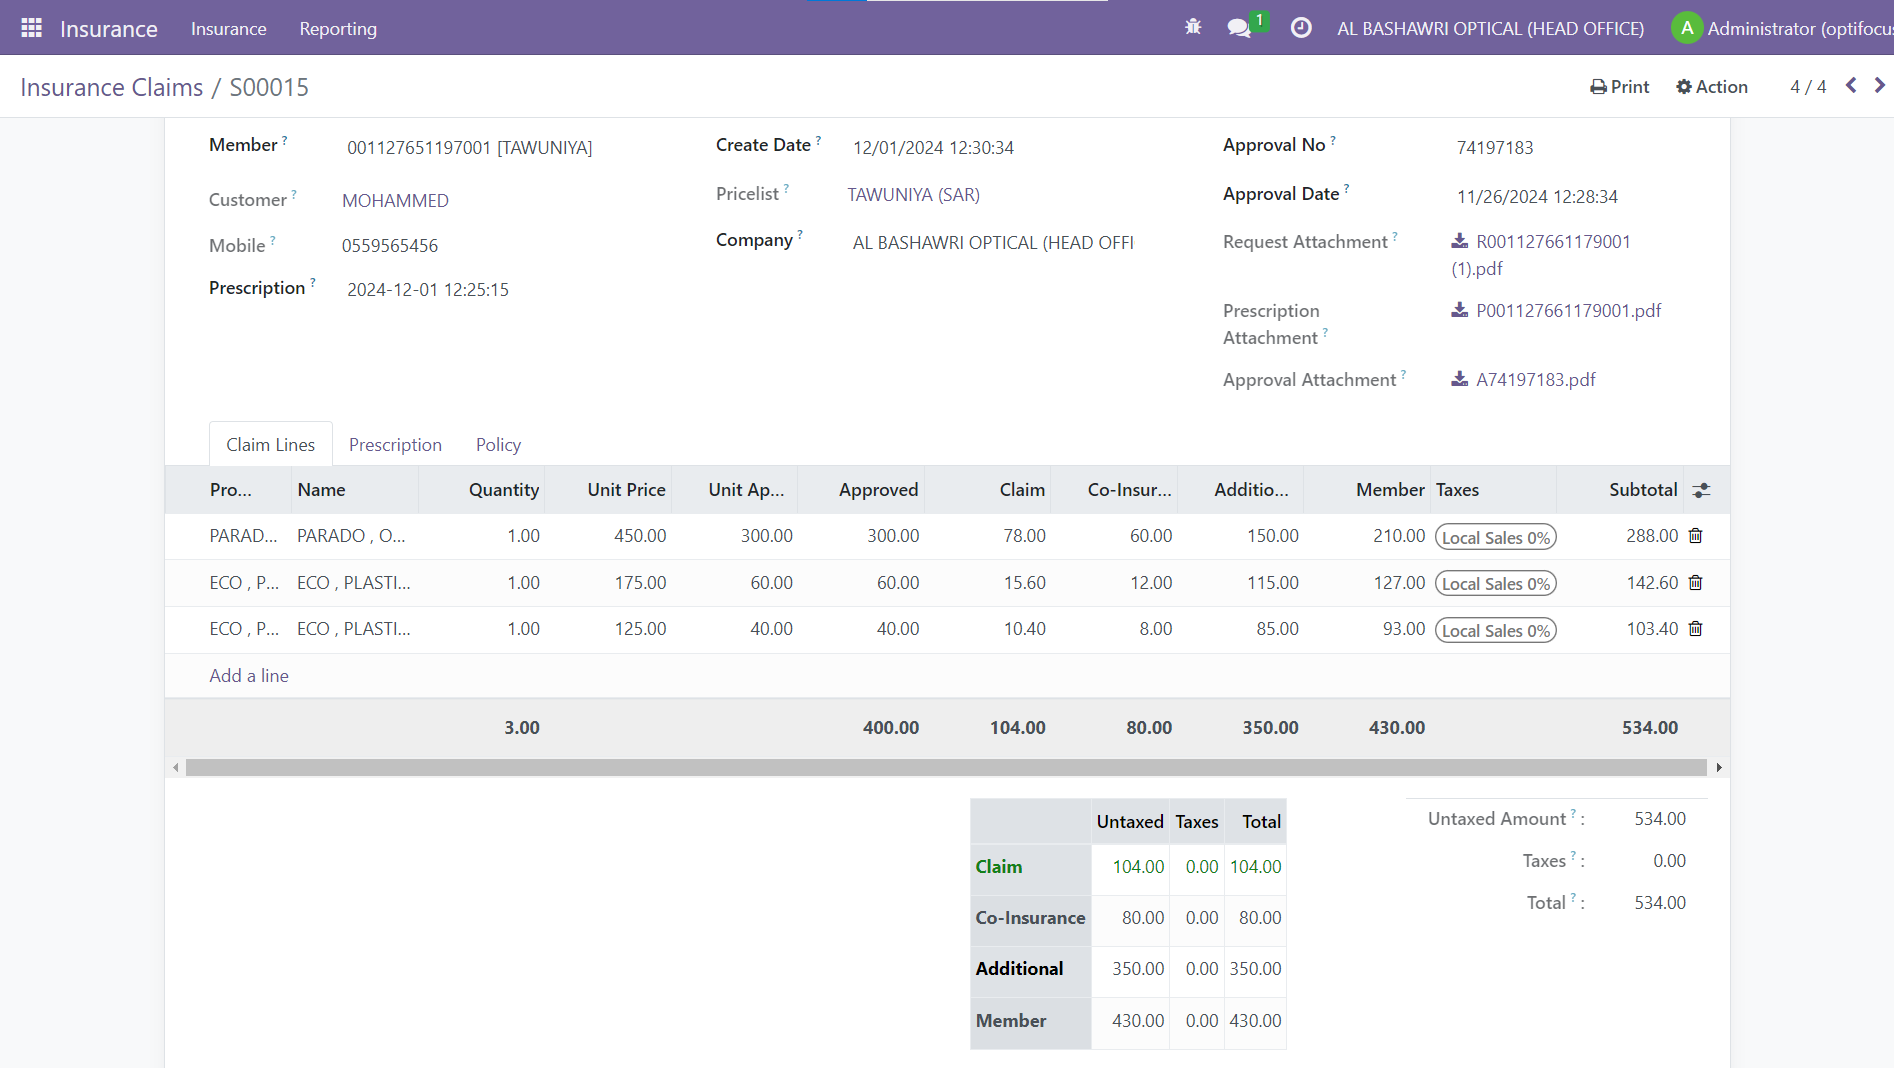 Insurance Insurance Reporting 1 AL BASHAWRI OPTICAL (HEAD OFFICE) A Administrator (optifocus
Insurance Claims / S00015 Print Action 4 / 4
Member ? 001127651197001 [TAWUNIYA] Create Date ? 12/01/2024 12:30:34 Approval No ? 74197183
Customer ? MOHAMMED Pricelist ? TAWUNIYA (SAR) Approval Date ? 11/26/2024 12:28:34
Mobile ? 0559565456 Company ? AL BASHAWRI OPTICAL (HEAD OFFI Request Attachment ? R001127661179001
(1).pdf
Prescription ? 2024-12-01 12:25:15
Prescription P001127661179001.pdf
Attachment ?
Approval Attachment ? A74197183.pdf
Claim Lines Prescription Policy
Pro... Name Quantity Unit Price Unit Ap... Approved Claim Co-Insur... Additio... Member Taxes Subtotal
PARAD... PARADO , O... 1.00 450.00 300.00 300.00 78.00 60.00 150.00 210.00 Local Sales 0% 288.00
ECO , P... ECO , PLASTI... 1.00 175.00 60.00 60.00 15.60 12.00 115.00 127.00 Local Sales 0% 142.60
ECO , P... ECO , PLASTI... 1.00 125.00 40.00 40.00 10.40 8.00 85.00 93.00 Local Sales 0% 103.40
Add a line
3.00 400.00 104.00 80.00 350.00 430.00 534.00
Untaxed Taxes Total
Claim 104.00 0.00 104.00
Co-Insurance 80.00 0.00 80.00
Additional 350.00 0.00 350.00
Member 430.00 0.00 430.00
Untaxed Amount ? : 534.00
Taxes ? : 0.00
Total ? : 534.00